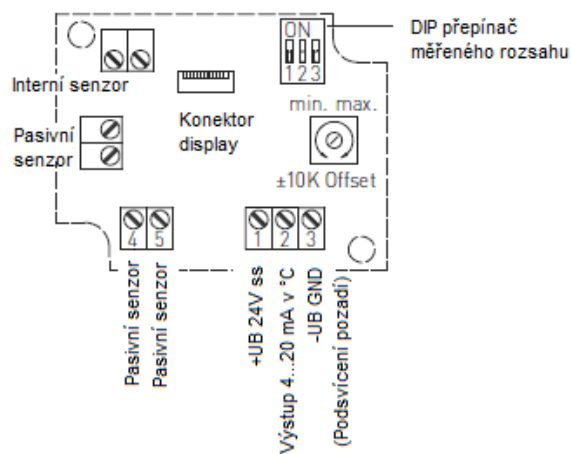 ON
1 2 3
DIP přepínač
měřeného rozsahu
Interní senzor
Konektor
display
min. max.
Pasivní
senzor
±10K Offset
4 5
1 2 3
Pasivní senzor
Pasivní senzor
+UB 24V ss
Výstup 4...20 mA v °C
-UB GND
(Podsvícení pozadí)